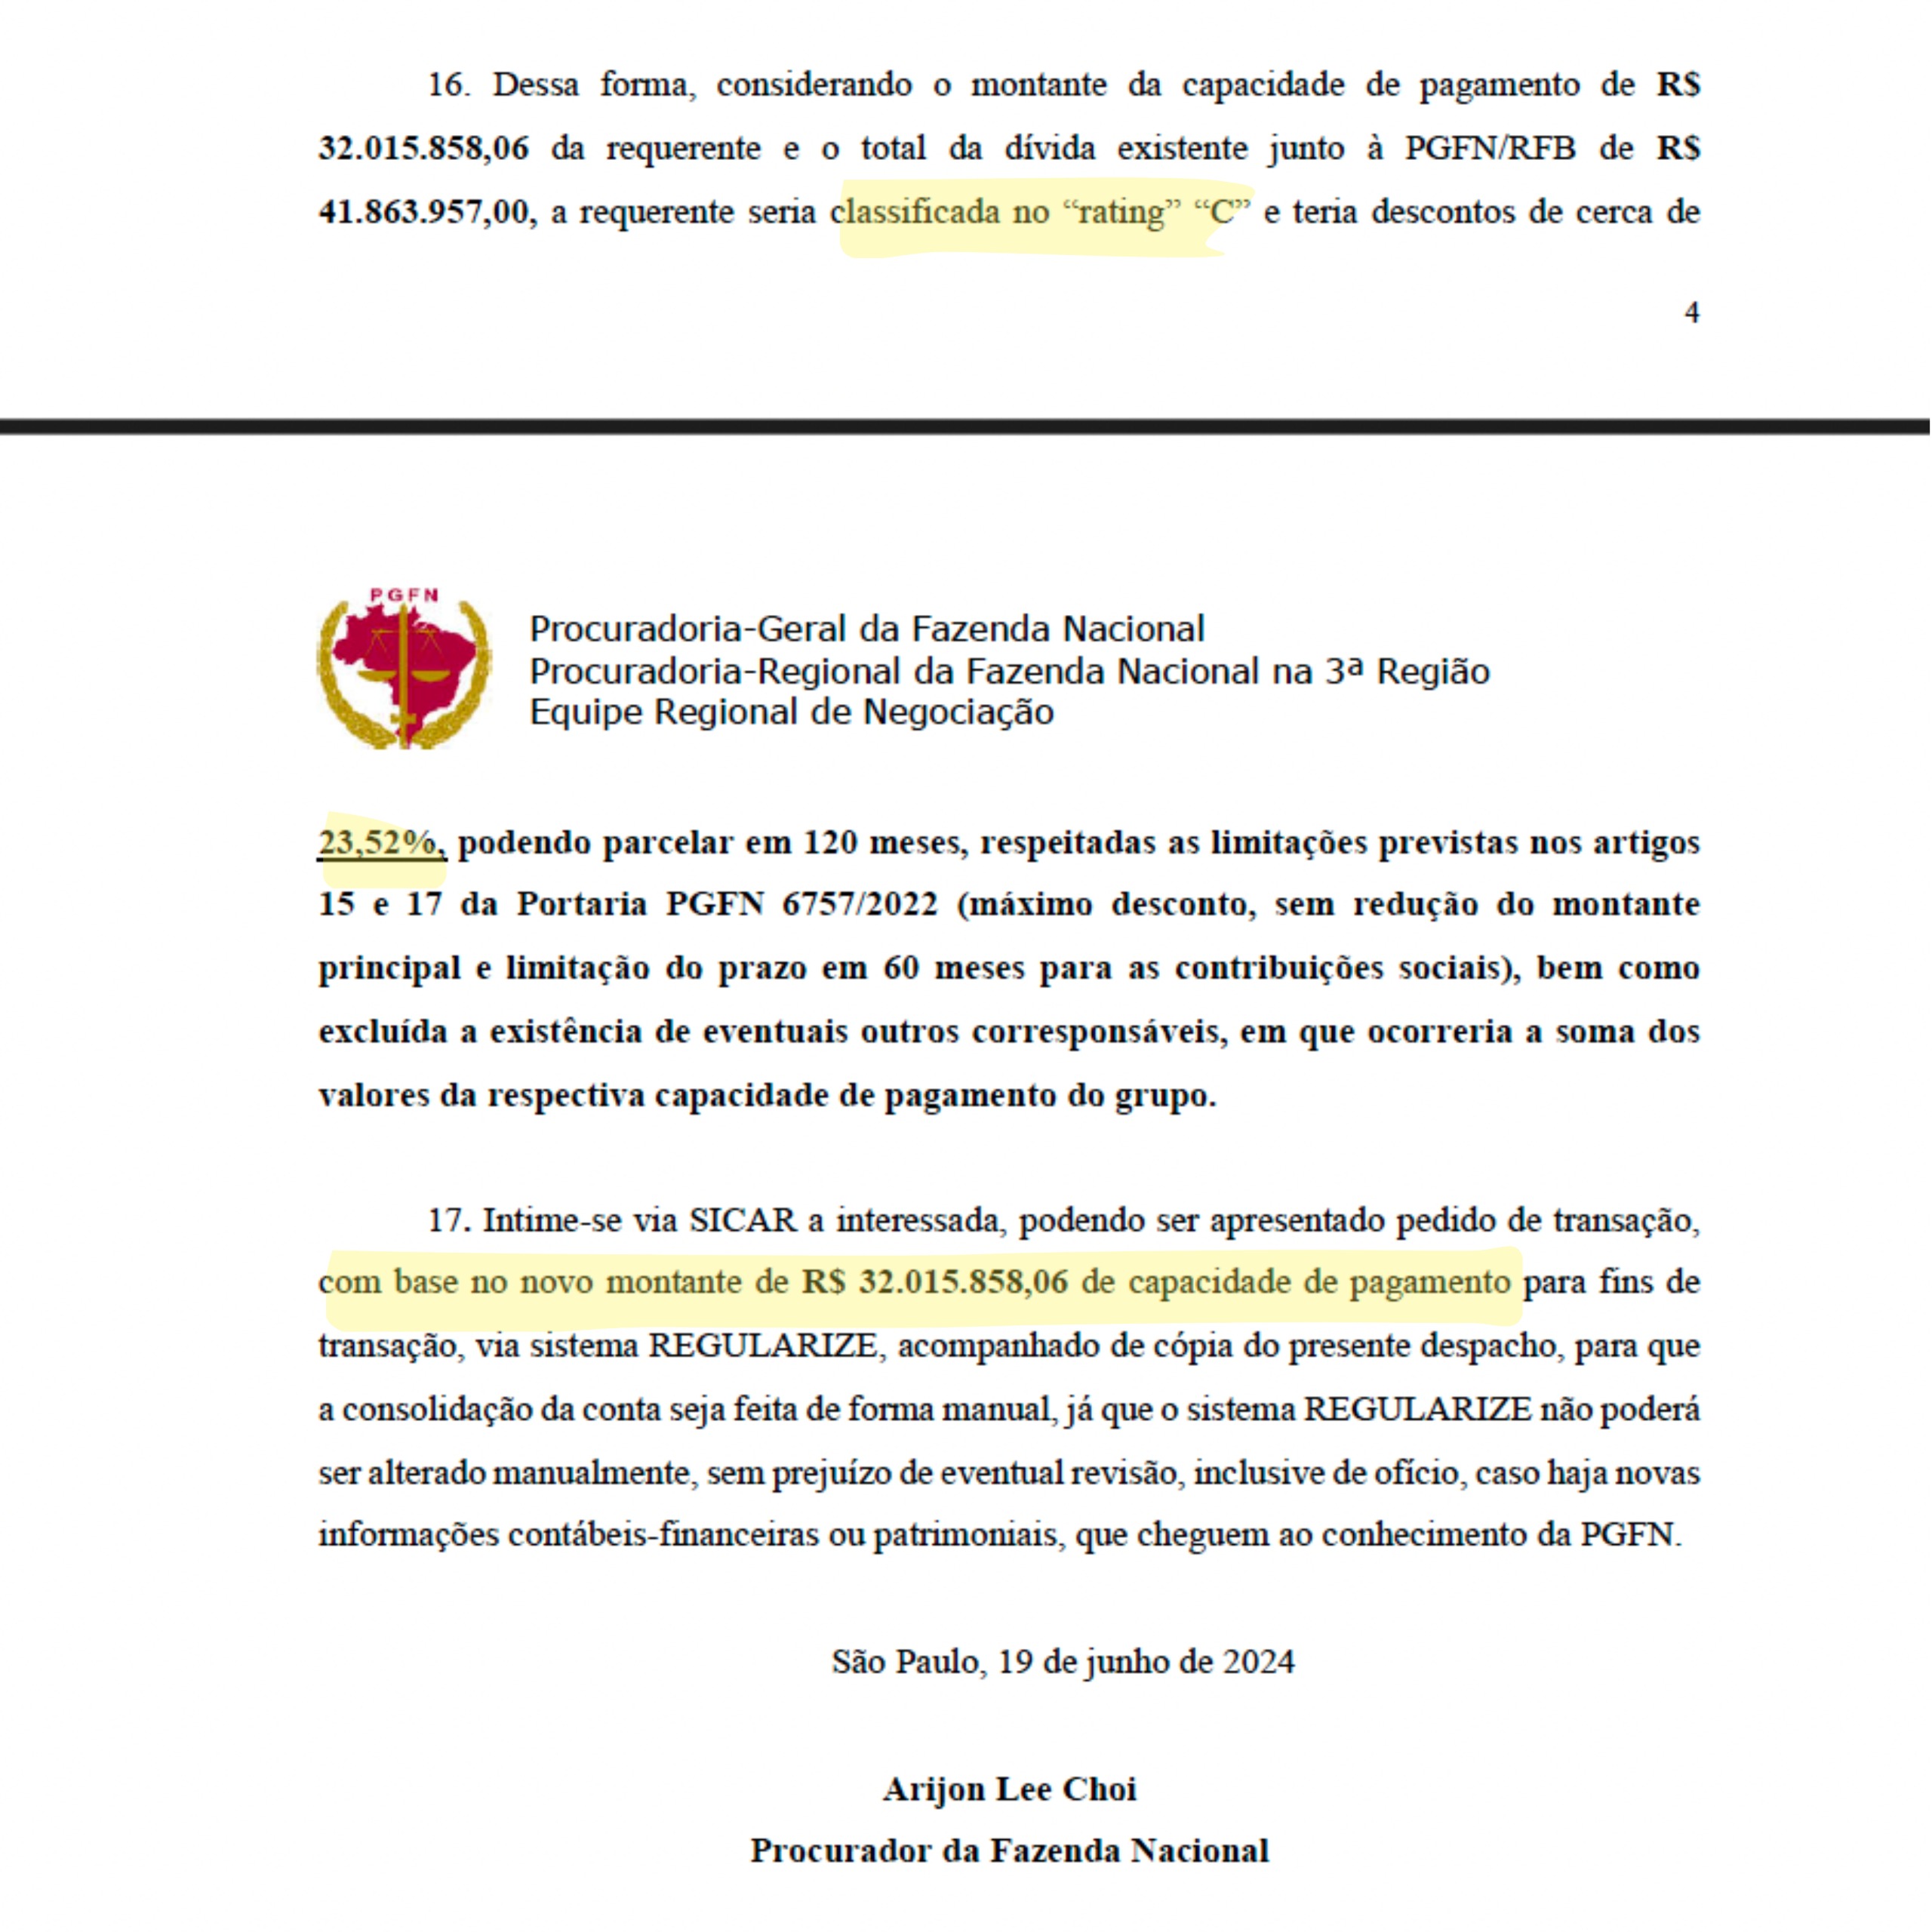 16. Dessa forma, considerando o montante da capacidade de pagamento de R$
32.015.858,06 da requerente e o total da dívida existente junto à PGFN/RFB de R$
41.863.957,00, a requerente seria classificada no “rating” “C” e teria descontos de cerca de
4
PGFN
Procuradoria-Geral da Fazenda Nacional
Procuradoria-Regional da Fazenda Nacional na 3ª Região
Equipe Regional de Negociação
23,52%, podendo parcelar em 120 meses, respeitadas as limitações previstas nos artigos
15 e 17 da Portaria PGFN 6757/2022 (máximo desconto, sem redução do montante
principal e limitação do prazo em 60 meses para as contribuições sociais), bem como
excluída a existência de eventuais outros corresponsáveis, em que ocorreria a soma dos
valores da respectiva capacidade de pagamento do grupo.
17. Intime-se via SICAR a interessada, podendo ser apresentado pedido de transação,
com base no novo montante de R$ 32.015.858,06 de capacidade de pagamento para fins de
transação, via sistema REGULARIZE, acompanhado de cópia do presente despacho, para que
a consolidação da conta seja feita de forma manual, já que o sistema REGULARIZE não poderá
ser alterado manualmente, sem prejuízo de eventual revisão, inclusive de ofício, caso haja novas
informações contábeis-financeiras ou patrimoniais, que cheguem ao conhecimento da PGFN.
São Paulo, 19 de junho de 2024
Arijon Lee Choi
Procurador da Fazenda Nacional